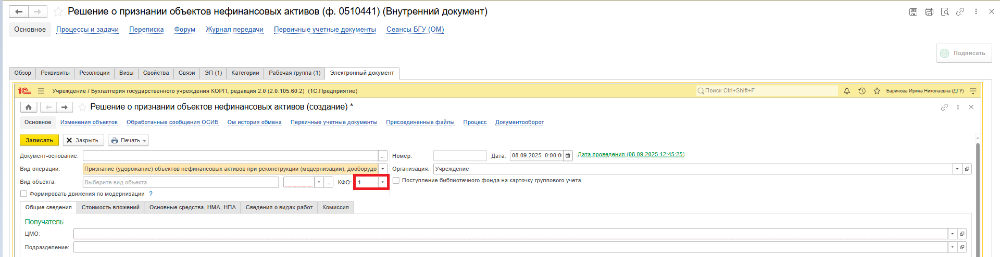 Решение о признании объектов нефинансовых активов (ф. 0510441) (Внутренний документ)
Основное Процессы и задачи Переписка Форум Журнал передачи Первичные учетные документы Сеансы БГУ (ОМ)
Подписать
Обзор Реквизиты Резолюции Визы Свойства Связи ЭП (1) Категории Рабочая группа (1) Электронный документ
1С Учреждение / Бухгалтерия государственного учреждения КОРП, редакция 2.0 (2.0.105.60.2) (1С:Предприятие) Поиск Ctrl+Shift+F Баринова Ирина Николаевна (ДГУ)
Решение о признании объектов нефинансовых активов (создание) *
Основное Изменения объектов Обработанные сообщения ОСИБ Ом история обмена Первичные учетные документы Присоединенные файлы Процесс Документооборот
Записать Закрыть Печать
Документ-основание: ... Номер: Дата: 08.09.2025 0:00:0 Дата проведения (08.09.2025 12:45:25)
Вид операции: Признание (удорожание) объектов нефинансовых активов при реконструкции (модернизации), дооборудо Организация: Учреждение
Вид объекта: Выберите вид объекта ... КФО: 1 Поступление библиотечного фонда на карточку группового учета
Формировать движения по модернизации ?
Общие сведения Стоимость вложений Основные средства, НМА, НПА Сведения о видах работ Комиссия
Получатель
ЦМО:
Подразделение: